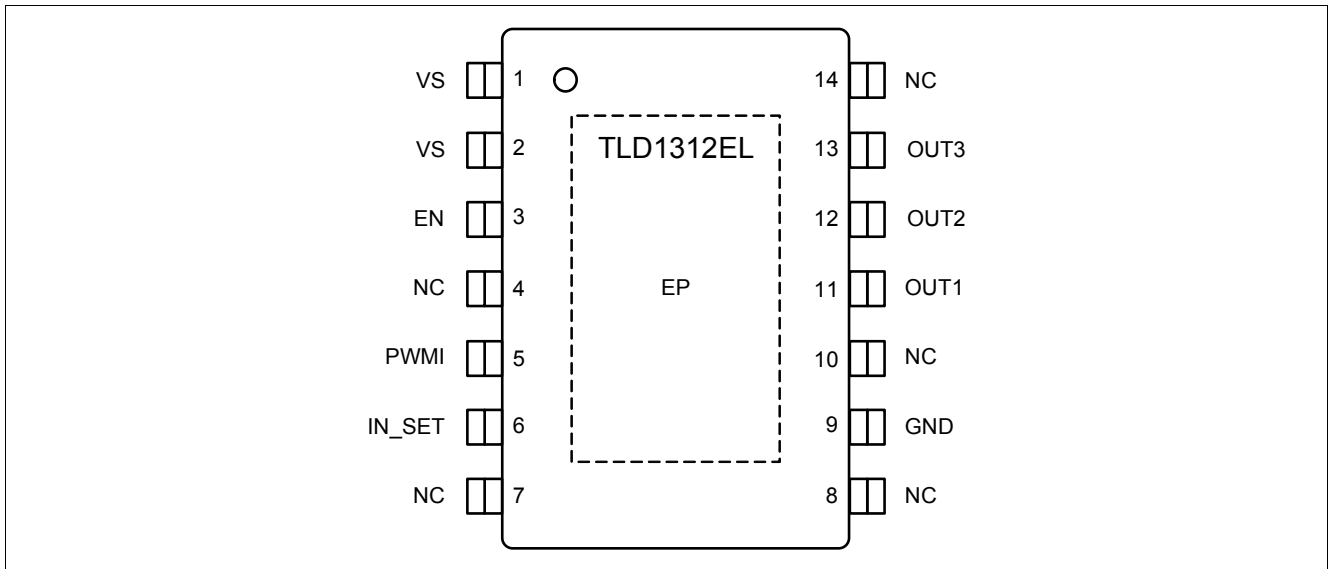 VS 1 14 NC
VS 2 TLD1312EL 13 OUT3
EN 3 12 OUT2
NC 4 EP 11 OUT1
PWMI 5 10 NC
IN_SET 6 9 GND
NC 7 8 NC